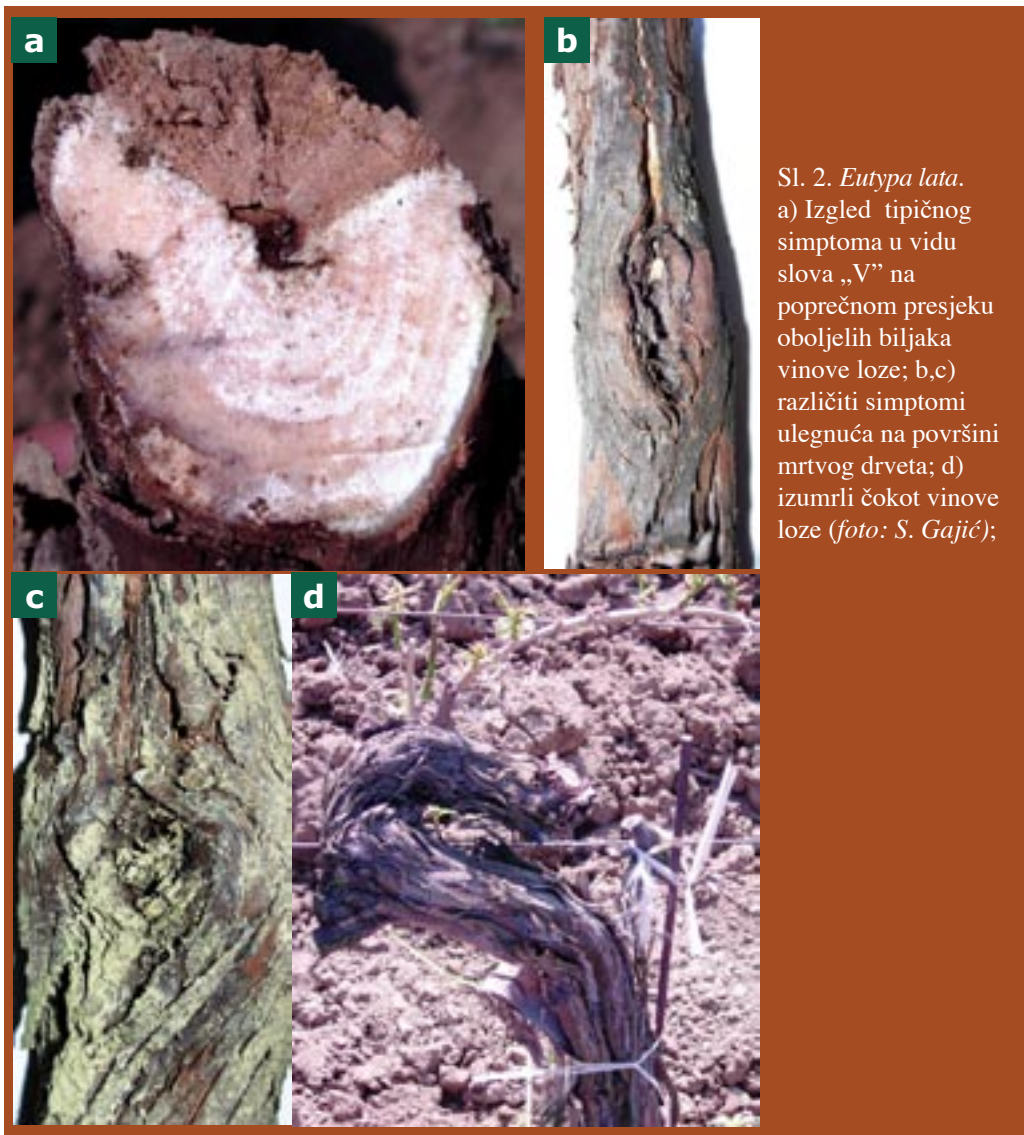 a
b
Sl. 2. Eutypa lata.
a) Izgled tipičnog
simptoma u vidu
slova „V” na
poprečnom presjeku
oboljelih biljaka
vinove loze; b,c)
različiti simptomi
ulegnuća na površini
mrtvog drveta; d)
izumrli čokot vinove
loze (foto: S. Gajić);
c
d